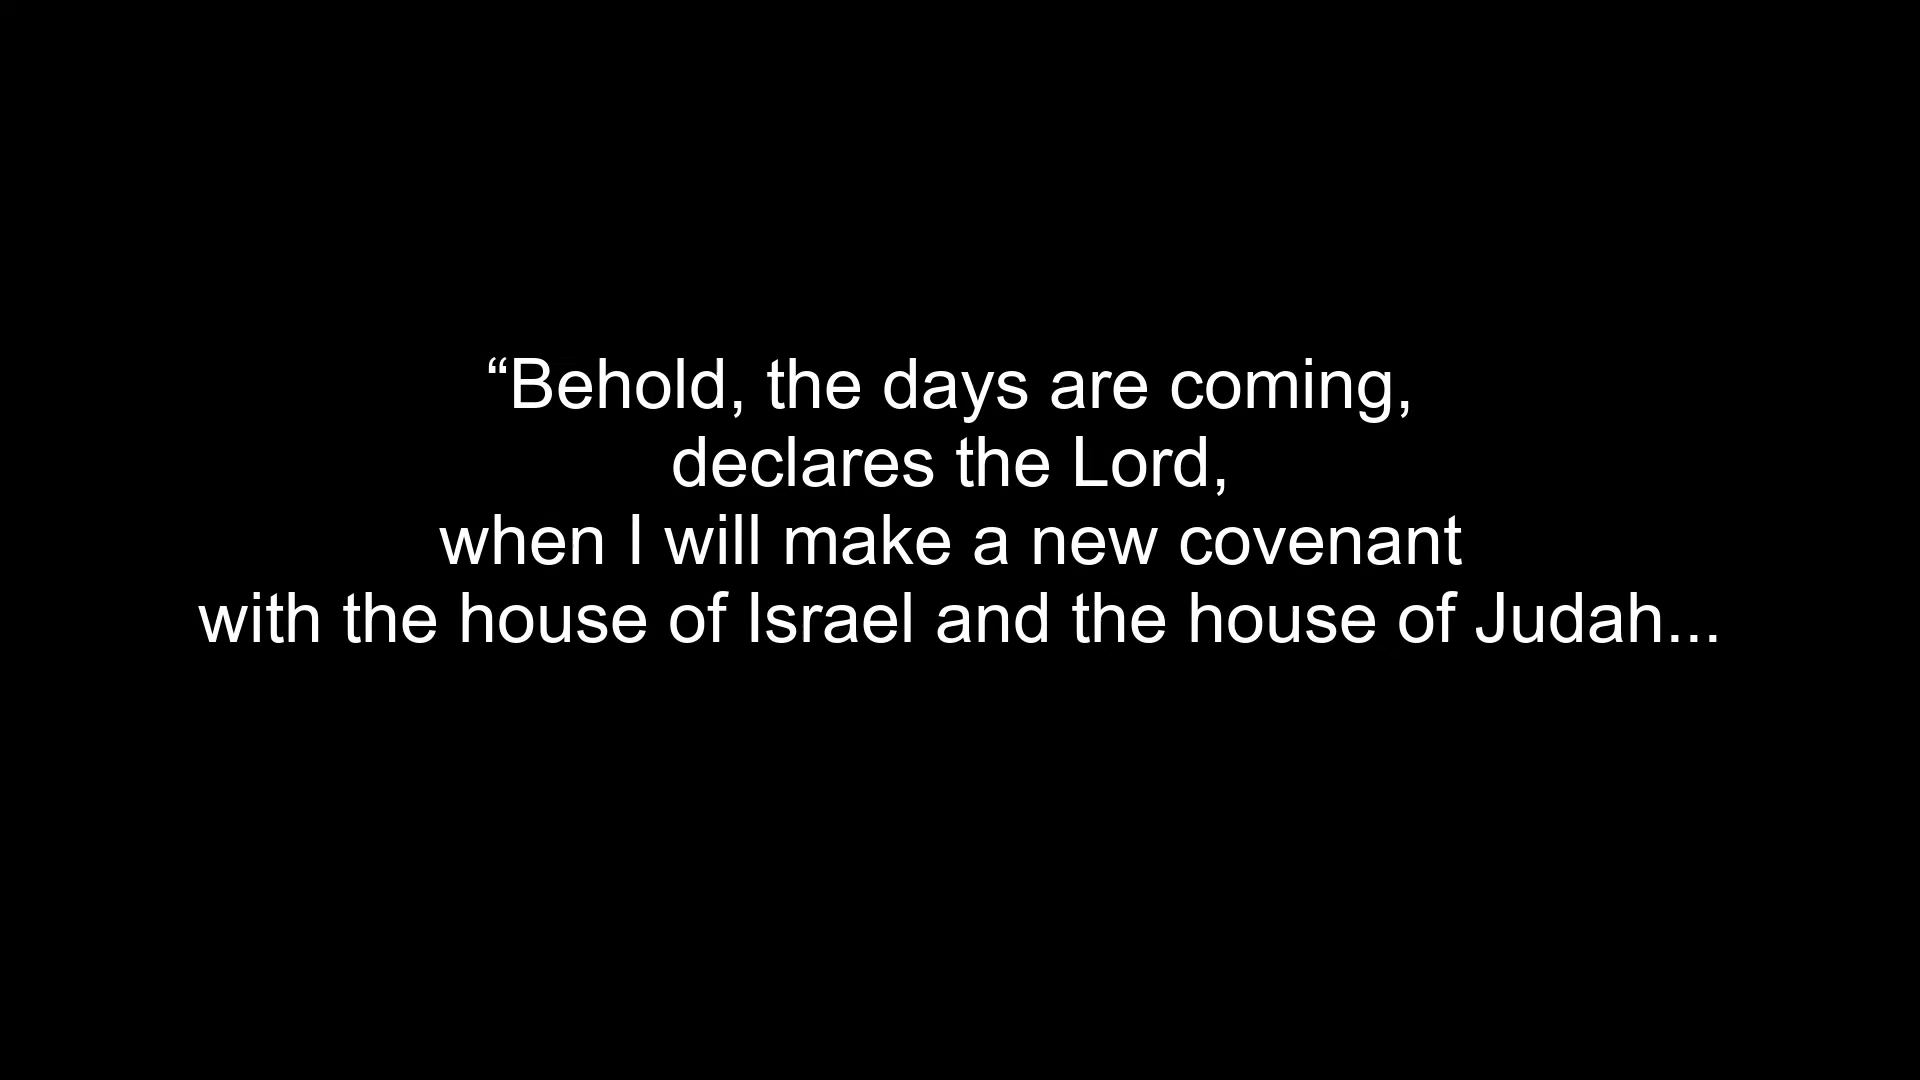 “Behold, the days are coming,
declares the Lord,
when I will make a new covenant
with the house of Israel and the house of Judah...